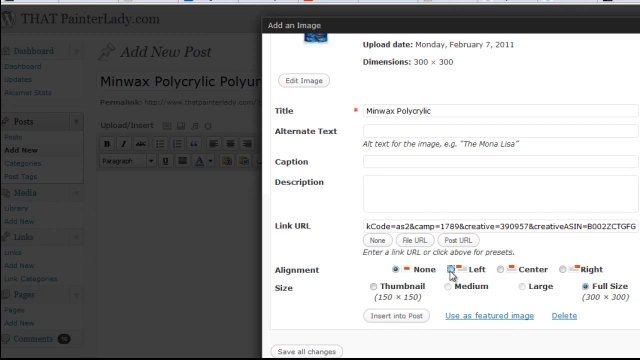 THAT PainterLady.com
Add an Image
Dashboard
Dashboard
Updates
Akismet Stats
Posts
Posts
Add New
Categories
Post Tags
Media
Library
Add New
Links
Links
Add New
Link Categories
Pages
Pages
Add New
Comments
Add New Post
Minwax Polycrylic Polyur
Permalink: http://www.thatpainterlady.com/
Upload/Insert
B I ABC
Paragraph U A
Upload date: Monday, February 7, 2011
Dimensions: 300 × 300
Edit Image
Title * Minwax Polycrylic
Alternate Text
Alt text for the image, e.g. "The Mona Lisa"
Caption
Description
Link URL kCode=as2&camp=1789&creative=390957&creativeASIN=B002ZCTGFG
None File URL Post URL
Enter a link URL or click above for presets.
Alignment None Left Center Right
Size Thumbnail Medium Large Full Size
(150 × 150) (300 × 300)
Insert into Post Use as featured image Delete
Save all changes